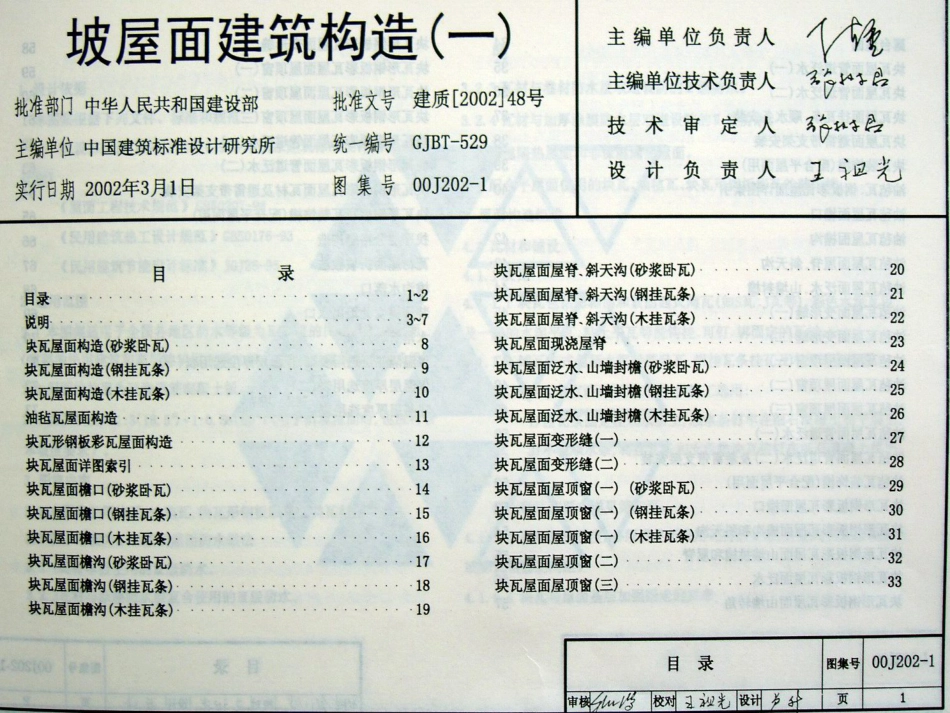 坡屋面建筑构造(一)
批准部门 中华人民共和国建设部 批准文号 建质[2002]48号
主编单位 中国建筑标准设计研究所 统一编号 GJBT-529
实行日期 2002年3月1日 图集号 00J202-1
主编单位负责人
主编单位技术负责人
技术审定人
设计负责人 王祖光
目 录
目录 1-2
说明 3-7
块瓦屋面构造(砂浆卧瓦) 8
块瓦屋面构造(钢挂瓦条) 9
块瓦屋面构造(木挂瓦条) 10
油毡瓦屋面构造 11
块瓦形钢板彩瓦屋面构造 12
块瓦屋面详图索引 13
块瓦屋面檐口(砂浆卧瓦) 14
块瓦屋面檐口(钢挂瓦条) 15
块瓦屋面檐口(木挂瓦条) 16
块瓦屋面檐沟(砂浆卧瓦) 17
块瓦屋面檐沟(钢挂瓦条) 18
块瓦屋面檐沟(木挂瓦条) 19
块瓦屋面屋脊、斜天沟(砂浆卧瓦) 20
块瓦屋面屋脊、斜天沟(钢挂瓦条) 21
块瓦屋面屋脊、斜天沟(木挂瓦条) 22
块瓦屋面现浇屋脊 23
块瓦屋面泛水、山墙封檐(砂浆卧瓦) 24
块瓦屋面泛水、山墙封檐(钢挂瓦条) 25
块瓦屋面泛水、山墙封檐(木挂瓦条) 26
块瓦屋面变形缝(一) 27
块瓦屋面变形缝(二) 28
块瓦屋面屋顶窗(一) (砂浆卧瓦) 29
块瓦屋面屋顶窗(一) (钢挂瓦条) 30
块瓦屋面屋顶窗(一) (木挂瓦条) 31
块瓦屋面屋顶窗(二) 32
块瓦屋面屋顶窗(三) 33
目 录 图集号 00J202-1
审核 校对 王祖光 设计 页 1